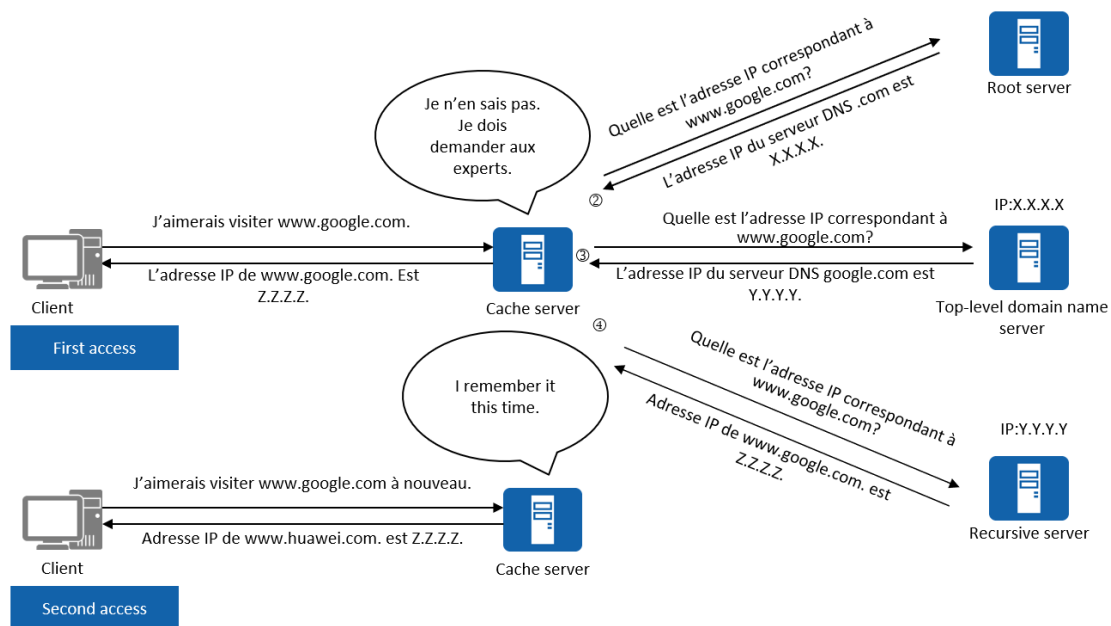 Root server
Quelle est l'adresse IP correspondant à
www.google.com?
L'adresse IP du serveur DNS .com est
X.X.X.X.
Je n'en sais pas.
Je dois
demander aux
experts.
②
J'aimerais visiter www.google.com.
L'adresse IP de www.google.com. Est
Z.Z.Z.Z.
Client
First access
③
Cache server
Quelle est l'adresse IP correspondant à
www.google.com?
L'adresse IP du serveur DNS google.com est
Y.Y.Y.Y.
IP:X.X.X.X
Top-level domain name
server
④
Quelle est l'adresse IP correspondant à
www.google.com?
Adresse IP de www.google.com. est
Z.Z.Z.Z.
IP:Y.Y.Y.Y
Recursive server
I remember it
this time.
J'aimerais visiter www.google.com à nouveau.
Adresse IP de www.huawei.com. est Z.Z.Z.Z.
Client
Cache server
Second access